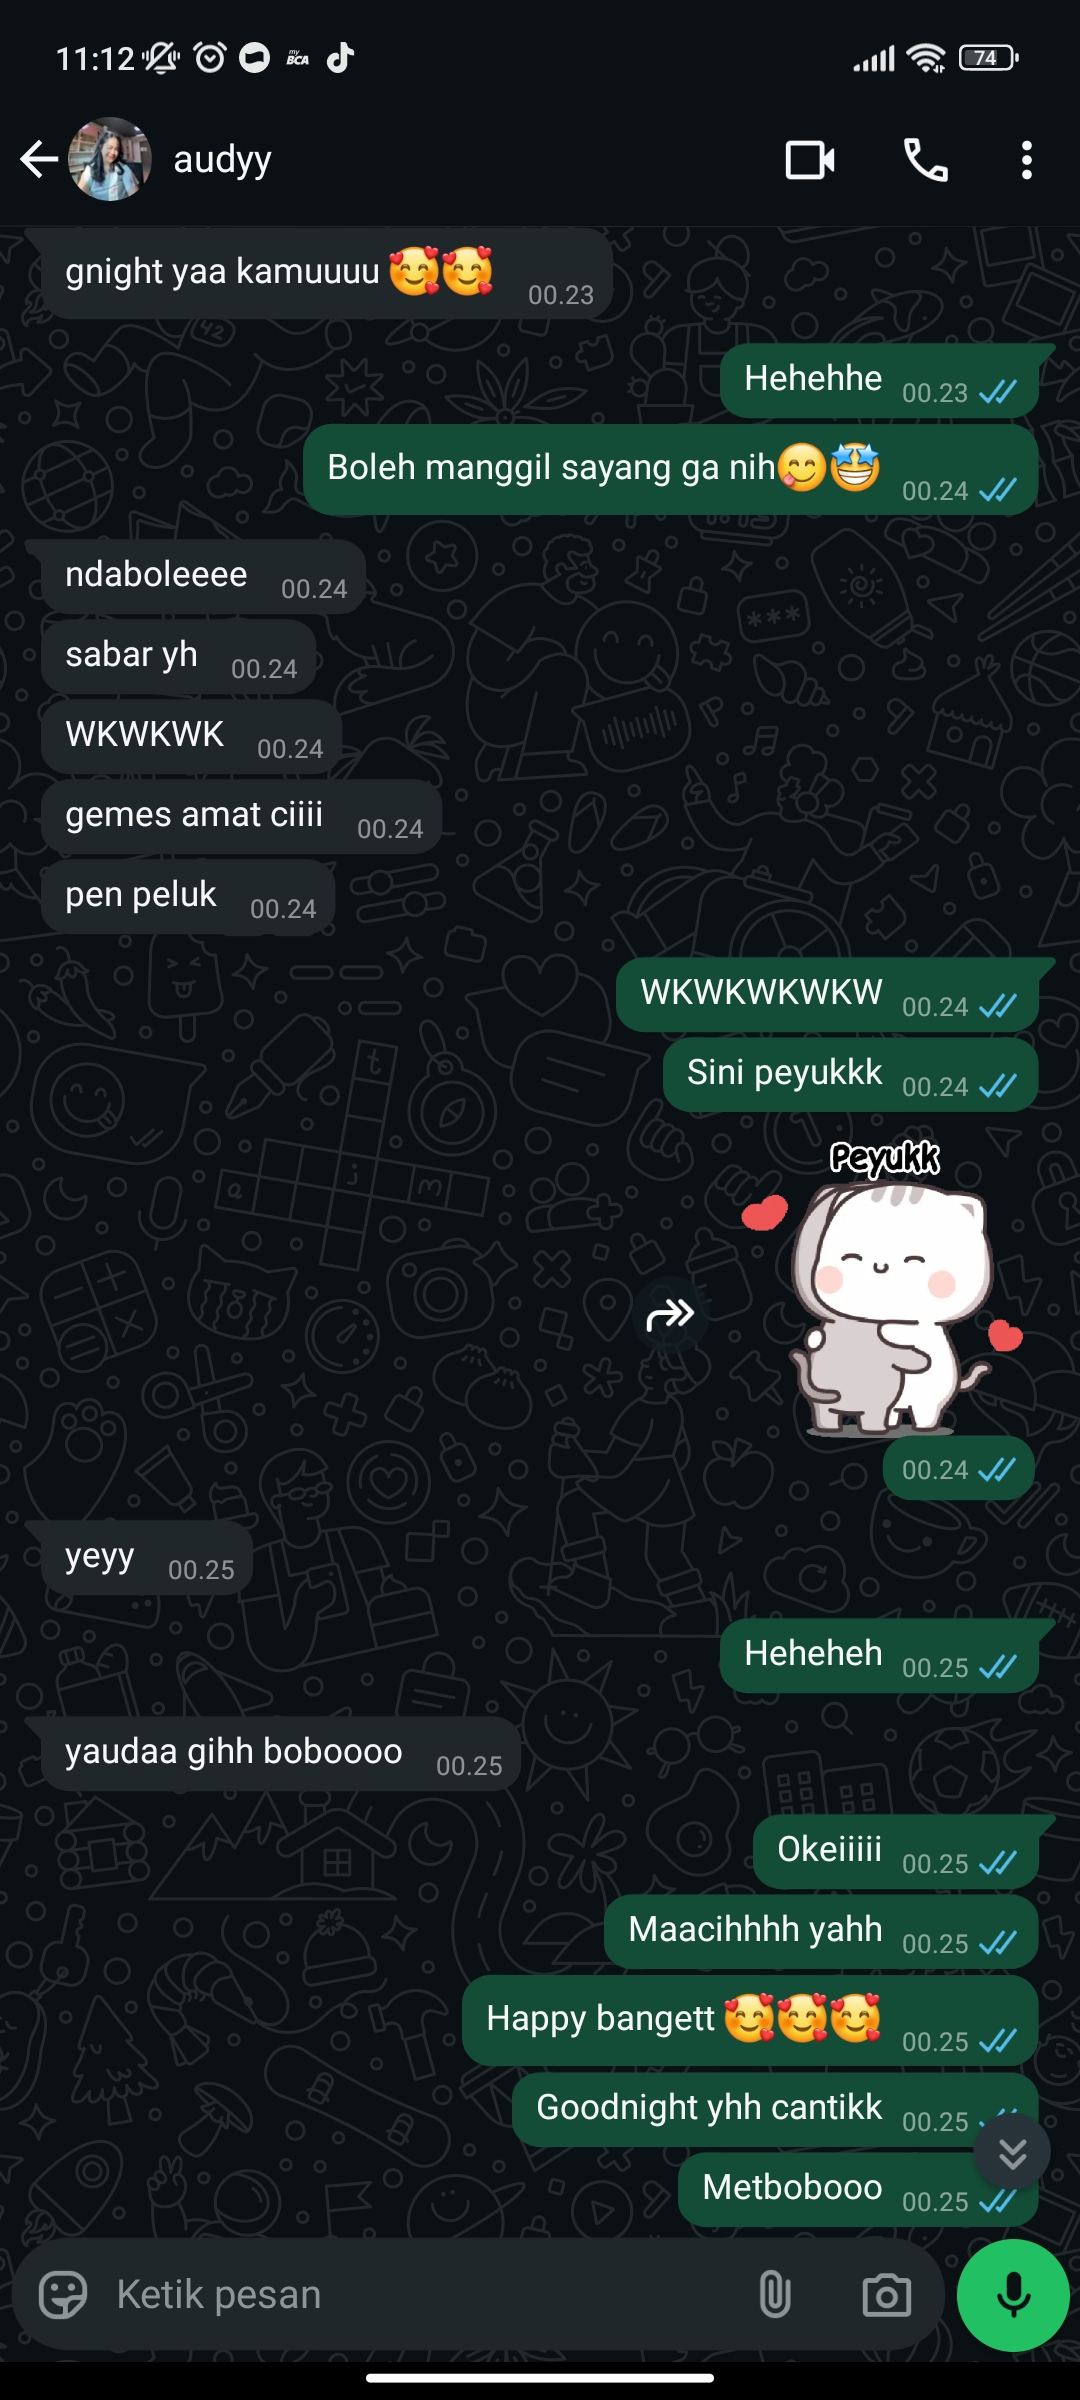 11:12
my
BCA
74
audyy
gnight yaa kamuuuu 🥰🥰 00.23
Hehehhe 00.23
Boleh manggil sayang ga nih😋🤩 00.24
ndaboleeee 00.24
sabar yh 00.24
WKWKWK 00.24
gemes amat ciiii 00.24
pen peluk 00.24
WKWKWKWKW 00.24
Sini peyukkk 00.24
Peyukk
00.24
yeyy 00.25
Heheheh 00.25
yaudaa gihh boboooo 00.25
Okeiiiii 00.25
Maacihhhh yahh 00.25
Happy bangett 🥰🥰🥰 00.25
Goodnight yhh cantikk 00.25
Metbobooo 00.25
Ketik pesan